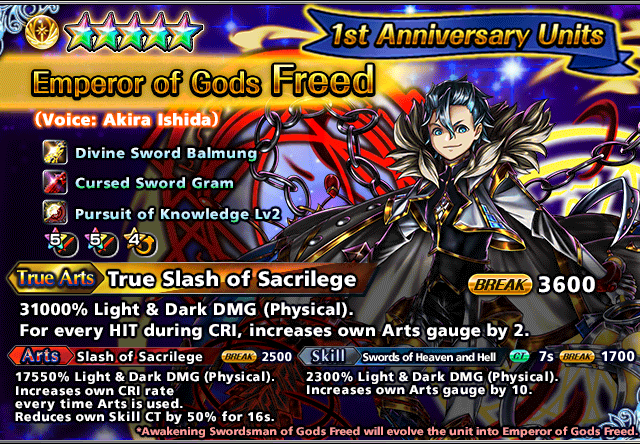 1st Anniversary Units
Emperor of Gods Freed
(Voice: Akira Ishida)
Divine Sword Balmung
Cursed Sword Gram
Pursuit of Knowledge Lv2
5 5 4
True Arts True Slash of Sacrilege BREAK 3600
31000% Light & Dark DMG (Physical).
For every HIT during CRI, increases own Arts gauge by 2.
Arts Slash of Sacrilege BREAK 2500
17550% Light & Dark DMG (Physical).
Increases own CRI rate
every time Arts is used.
Reduces own Skill CT by 50% for 16s.
Skill Swords of Heaven and Hell CT 7s BREAK 1700
2300% Light & Dark DMG (Physical).
Increases own Arts gauge by 10.
*Awakening Swordsman of Gods Freed will evolve the unit into Emperor of Gods Freed.